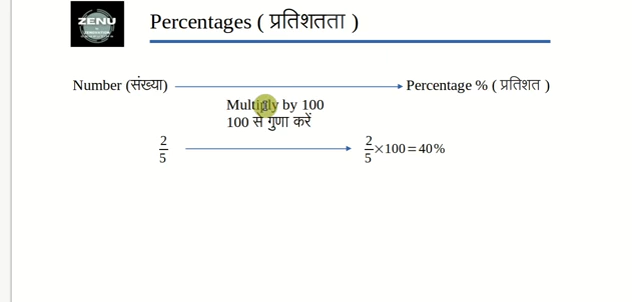 ZENU
Percentages ( प्रतिशतता )
Number (संख्या) Percentage % ( प्रतिशत )
Multiply by 100
100 से गुणा करें
2/5 2/5×100=40%